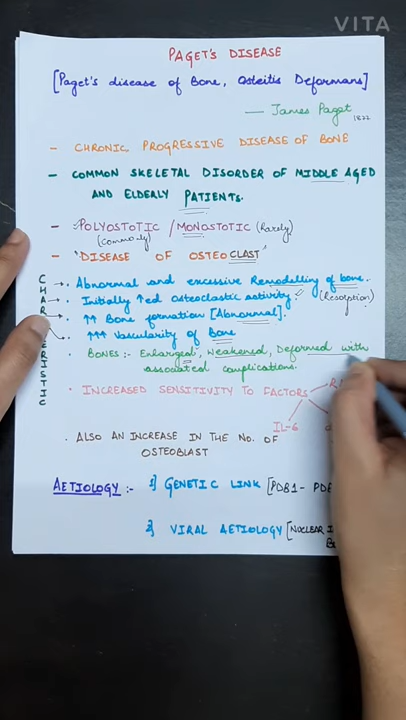 VITA
PAGET'S DISEASE
[Paget's disease of Bone, Osteitis Deformans]
— James Paget
1822
- CHRONIC PROGRESSIVE DISEASE OF BONE
- COMMON SKELETAL DISORDER OF MIDDLE AGED
AND ELDERLY PATIENTS.
- POLYOSTOTIC / MONOSTOTIC (Rarely)
(Commonly)
- 'DISEASE OF OSTEOCLAST'
Abnormal and excessive Remodelling of bone.
Initially ↑ed Osteoclastic activity (Resorption)
↑↑ Bone formation [Abnormal].
↑↑↑ Vascularity of Bone
BONES:- Enlarged, Weakened, Deformed with
associated complications.
• INCREASED SENSITIVITY TO FACTORS
IL-6
• ALSO AN INCREASE IN THE NO. OF
OSTEOBLAST
AETIOLOGY :- 1) GENETIC LINK [PDB1-
2) VIRAL AETIOLOGY [NUCLEAR